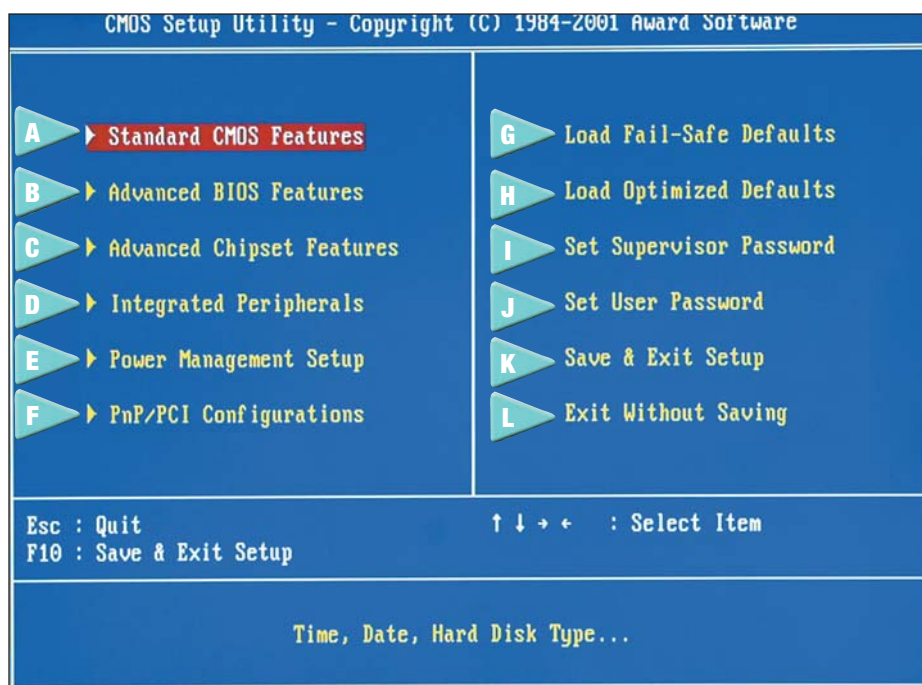 CMOS Setup Utility - Copyright (C) 1984-2001 Award Software
A Standard CMOS Features
B Advanced BIOS Features
C Advanced Chipset Features
D Integrated Peripherals
E Power Management Setup
F PnP/PCI Configurations
G Load Fail-Safe Defaults
H Load Optimized Defaults
I Set Supervisor Password
J Set User Password
K Save & Exit Setup
L Exit Without Saving
Esc : Quit
F10 : Save & Exit Setup
↑ ↓ → ← : Select Item
Time, Date, Hard Disk Type...